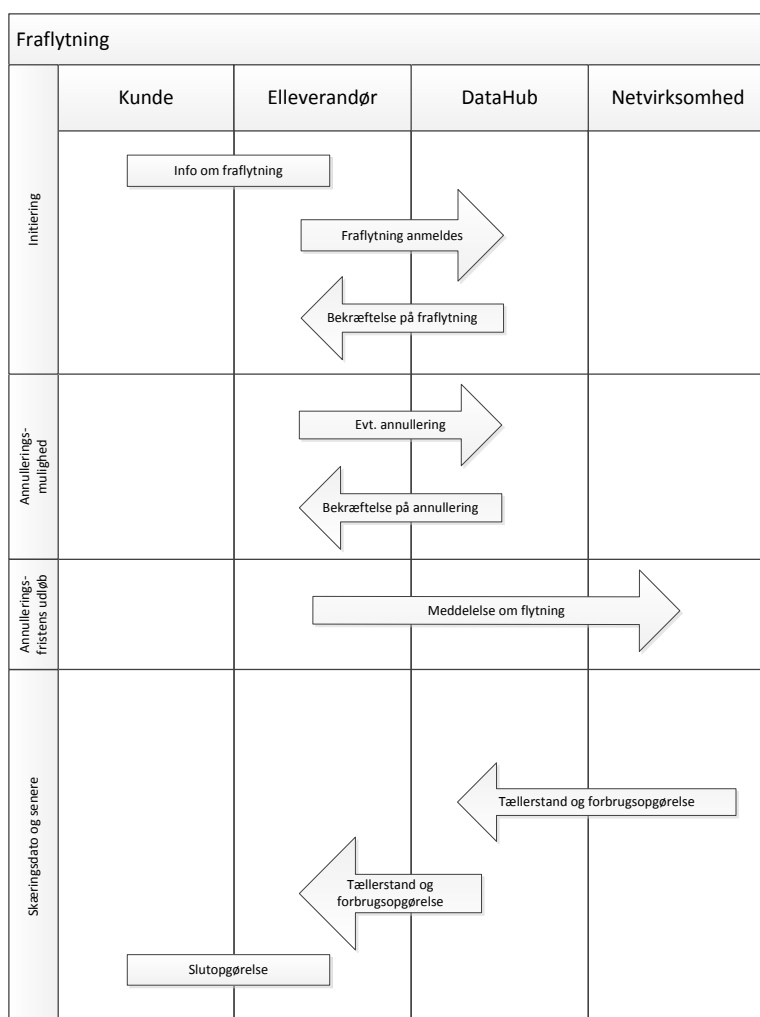 Fraflytning
Kunde
Elleverandør
DataHub
Netvirksomhed
Initiering
Info om fraflytning
Fraflytning anmeldes
Bekræftelse på fraflytning
Annullerings-
mulighed
Evt. annullering
Bekræftelse på annullering
Annullerings-
fristens udløb
Meddelelse om flytning
Skæringsdato og senere
Tællerstand og forbrugsopgørelse
Tællerstand og
forbrugsopgørelse
Slutopgørelse